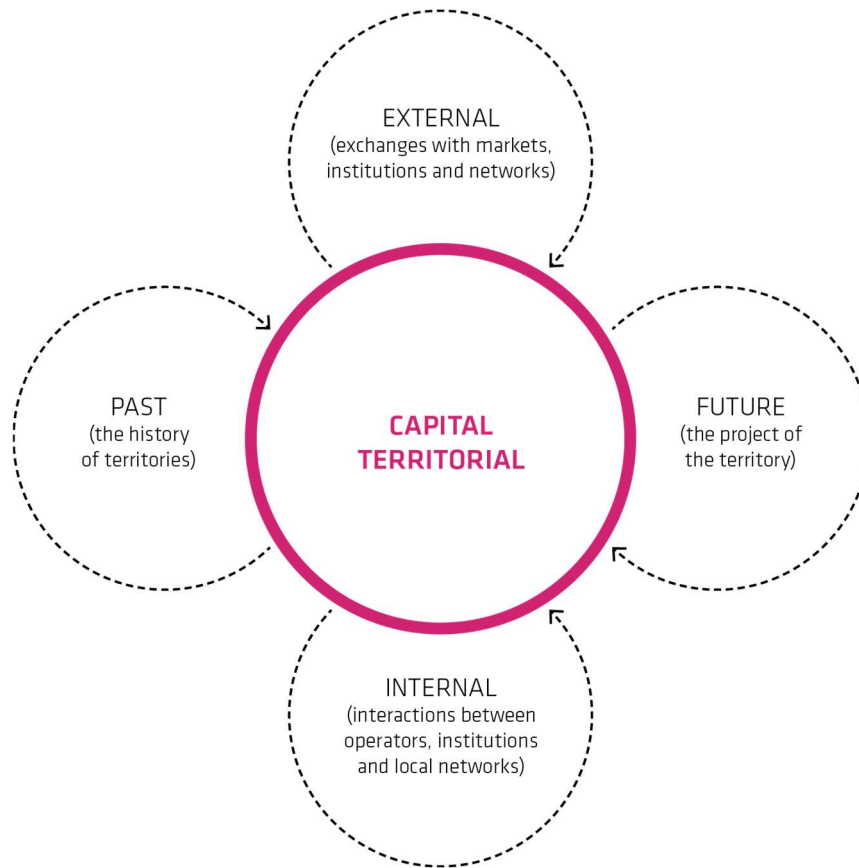 EXTERNAL
(exchanges with markets,
institutions and networks)
PAST
(the history
of territories)
CAPITAL
TERRITORIAL
FUTURE
(the project of
the territory)
INTERNAL
(interactions between
operators, institutions
and local networks)